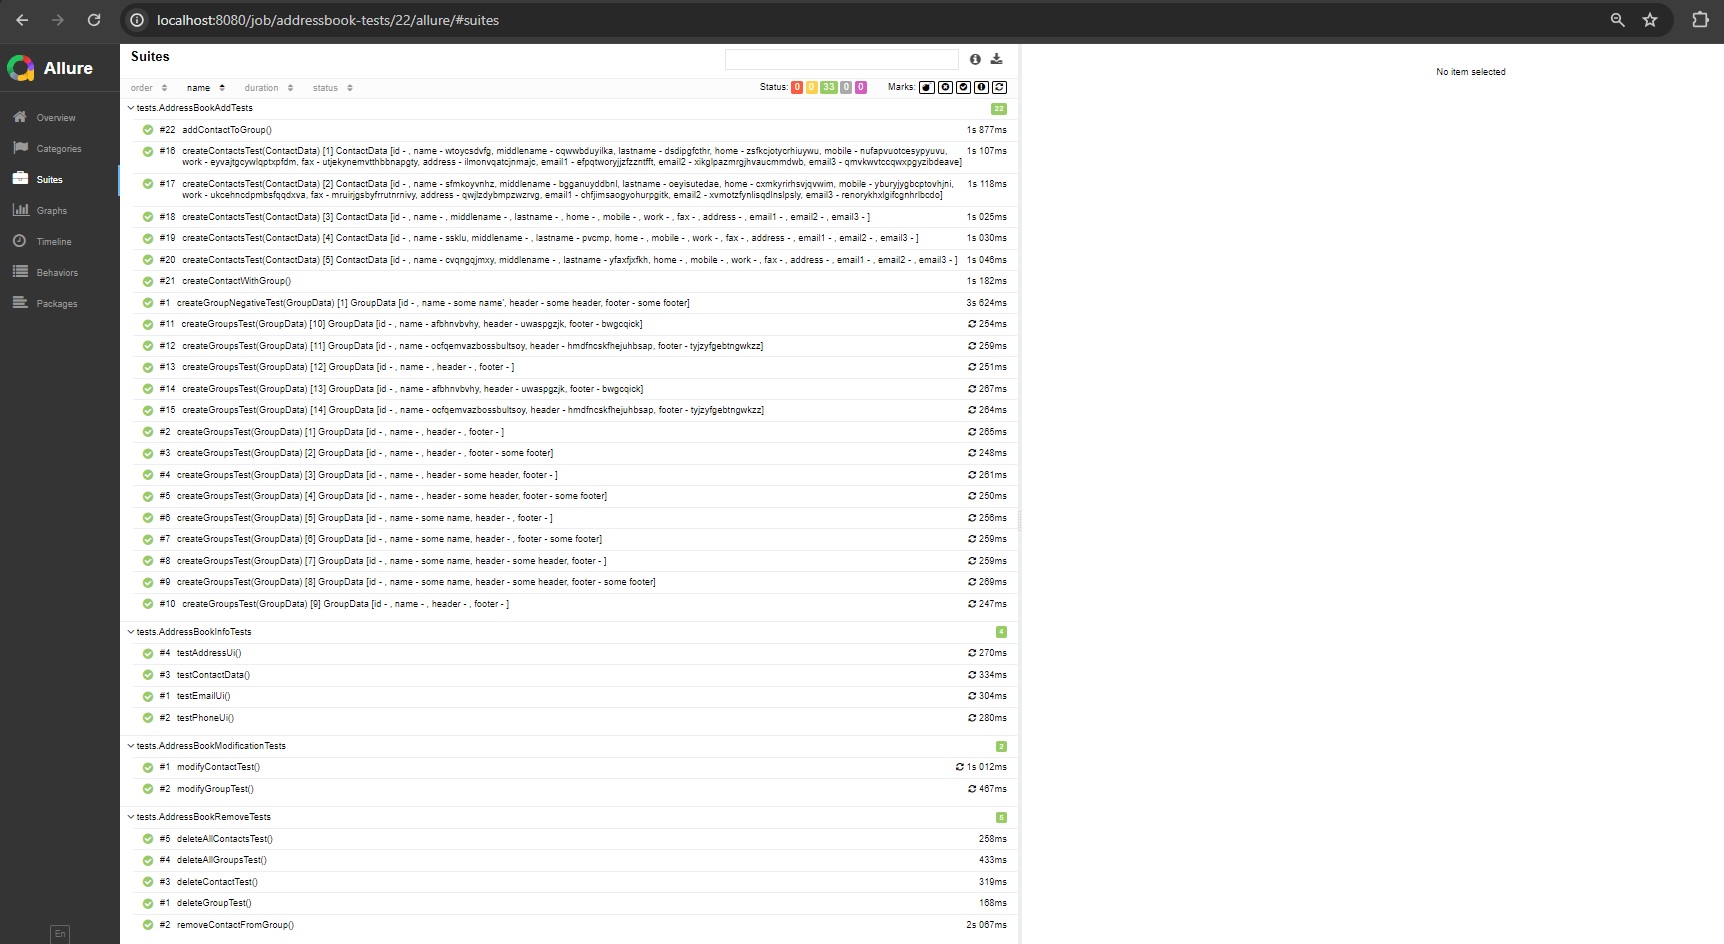 localhost:8080/job/addressbook-tests/22/allure/#suites
Allure
Overview
Categories
Suites
Graphs
Timeline
Behaviors
Packages
En
Suites
order name duration status Status: 0 0 33 0 0 Marks:
tests.AddressBookAddTests 22
#22 addContactToGroup() 1s 877ms
#16 createContactsTest(ContactData) [1] ContactData [id - , name - wtoycsdvfg, middlename - cqwwbduyilka, lastname - dsdipgfcthr, home - zsfkcjotycrhiuywu, mobile - nufapvuotcesypyuvu, 1s 107ms
work - eyvajtgcywlqptxpfdm, fax - utjekynemvtthbbnapgty, address - ilmonvqatcjnmajc, email1 - efpqtworyjjzfzzntfft, email2 - xikglpazmrgjhvaucmmdwb, email3 - qmvkwvtccqwxpgyzibdeave]
#17 createContactsTest(ContactData) [2] ContactData [id - , name - sfmkoyvnhz, middlename - bgganuyddbnl, lastname - oeyisutedae, home - cxmkyrirhsvjqvwim, mobile - yburyjygbcptovhjni, 1s 118ms
work - ukcehncdpmbsfqqdxva, fax - mruirjgsbyfrrutnrnivy, address - qwjlzdybmpzwzrvg, email1 - chfjimsaogyohurpgitk, email2 - xvmotzfynlisqdlnslpsly, email3 - renorykhxlgifcgnhrlbcdo]
#18 createContactsTest(ContactData) [3] ContactData [id - , name - , middlename - , lastname - , home - , mobile - , work - , fax - , address - , email1 - , email2 - , email3 - ] 1s 025ms
#19 createContactsTest(ContactData) [4] ContactData [id - , name - ssklu, middlename - , lastname - pvcmp, home - , mobile - , work - , fax - , address - , email1 - , email2 - , email3 - ] 1s 030ms
#20 createContactsTest(ContactData) [5] ContactData [id - , name - cvqngqjmxy, middlename - , lastname - yfaxfjxfkh, home - , mobile - , work - , fax - , address - , email1 - , email2 - , email3 - ] 1s 046ms
#21 createContactWithGroup() 1s 182ms
#1 createGroupNegativeTest(GroupData) [1] GroupData [id - , name - some name', header - some header, footer - some footer] 3s 624ms
#11 createGroupsTest(GroupData) [10] GroupData [id - , name - afbhnvbvhy, header - uwaspgzjk, footer - bwgcqick] 254ms
#12 createGroupsTest(GroupData) [11] GroupData [id - , name - ocfqemvazbossbultsoy, header - hmdfncskfhejuhbsap, footer - tyjzyfgebtngwkzz] 259ms
#13 createGroupsTest(GroupData) [12] GroupData [id - , name - , header - , footer - ] 251ms
#14 createGroupsTest(GroupData) [13] GroupData [id - , name - afbhnvbvhy, header - uwaspgzjk, footer - bwgcqick] 267ms
#15 createGroupsTest(GroupData) [14] GroupData [id - , name - ocfqemvazbossbultsoy, header - hmdfncskfhejuhbsap, footer - tyjzyfgebtngwkzz] 264ms
#2 createGroupsTest(GroupData) [1] GroupData [id - , name - , header - , footer - ] 265ms
#3 createGroupsTest(GroupData) [2] GroupData [id - , name - , header - , footer - some footer] 248ms
#4 createGroupsTest(GroupData) [3] GroupData [id - , name - , header - some header, footer - ] 261ms
#5 createGroupsTest(GroupData) [4] GroupData [id - , name - , header - some header, footer - some footer] 250ms
#6 createGroupsTest(GroupData) [5] GroupData [id - , name - some name, header - , footer - ] 256ms
#7 createGroupsTest(GroupData) [6] GroupData [id - , name - some name, header - , footer - some footer] 259ms
#8 createGroupsTest(GroupData) [7] GroupData [id - , name - some name, header - some header, footer - ] 259ms
#9 createGroupsTest(GroupData) [8] GroupData [id - , name - some name, header - some header, footer - some footer] 269ms
#10 createGroupsTest(GroupData) [9] GroupData [id - , name - , header - , footer - ] 247ms
tests.AddressBookInfoTests 4
#4 testAddressUi() 270ms
#3 testContactData() 334ms
#1 testEmailUi() 304ms
#2 testPhoneUi() 280ms
tests.AddressBookModificationTests 2
#1 modifyContactTest() 1s 012ms
#2 modifyGroupTest() 467ms
tests.AddressBookRemoveTests 5
#5 deleteAllContactsTest() 258ms
#4 deleteAllGroupsTest() 433ms
#3 deleteContactTest() 319ms
#1 deleteGroupTest() 168ms
#2 removeContactFromGroup() 2s 067ms
No item selected